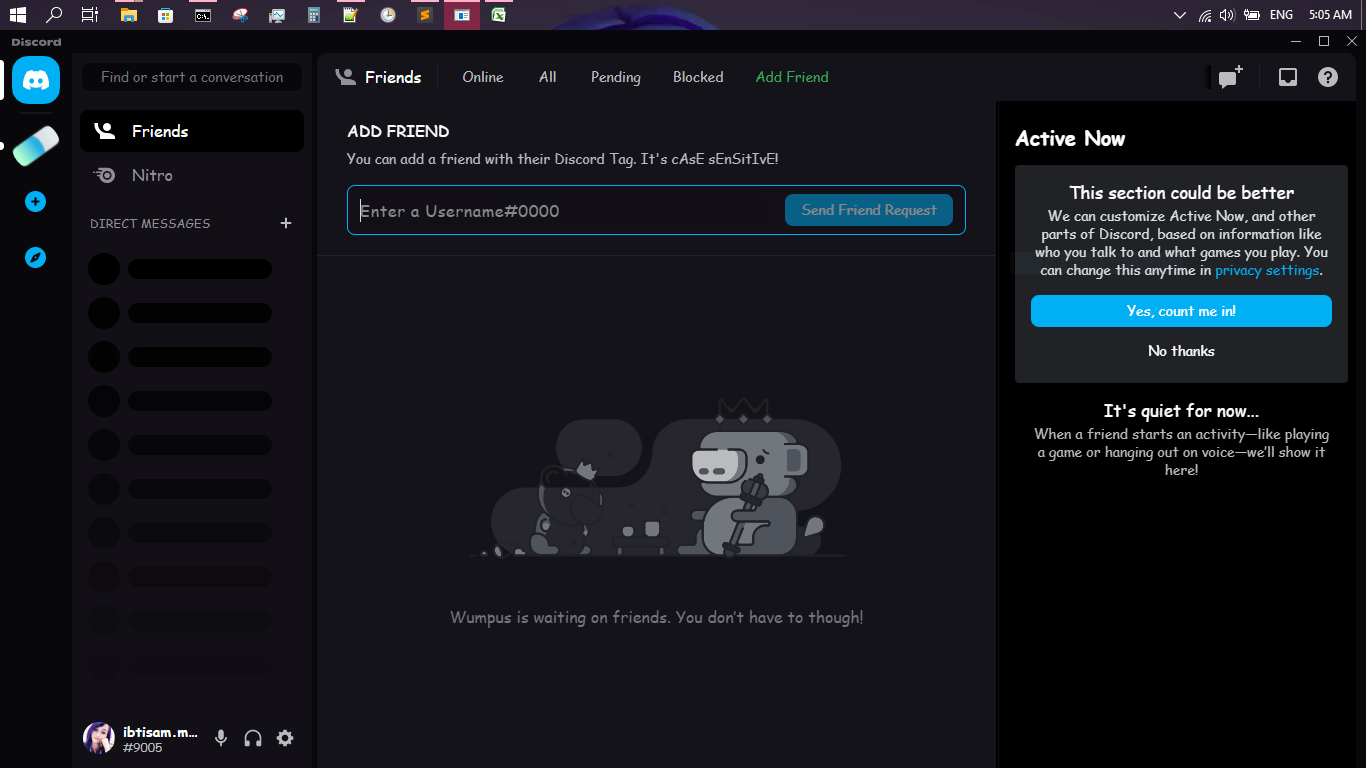 ENG
5:05 AM
Discord
Find or start a conversation
Friends
Nitro
DIRECT MESSAGES
ibtisam.m...
#9005
Friends
Online
All
Pending
Blocked
Add Friend
ADD FRIEND
You can add a friend with their Discord Tag. It's cAsE sEnSitIvE!
Enter a Username#0000
Send Friend Request
Wumpus is waiting on friends. You don't have to though!
Active Now
This section could be better
We can customize Active Now, and other
parts of Discord, based on information like
who you talk to and what games you play. You
can change this anytime in privacy settings.
Yes, count me in!
No thanks
It's quiet for now...
When a friend starts an activity—like playing
a game or hanging out on voice—we'll show it
here!